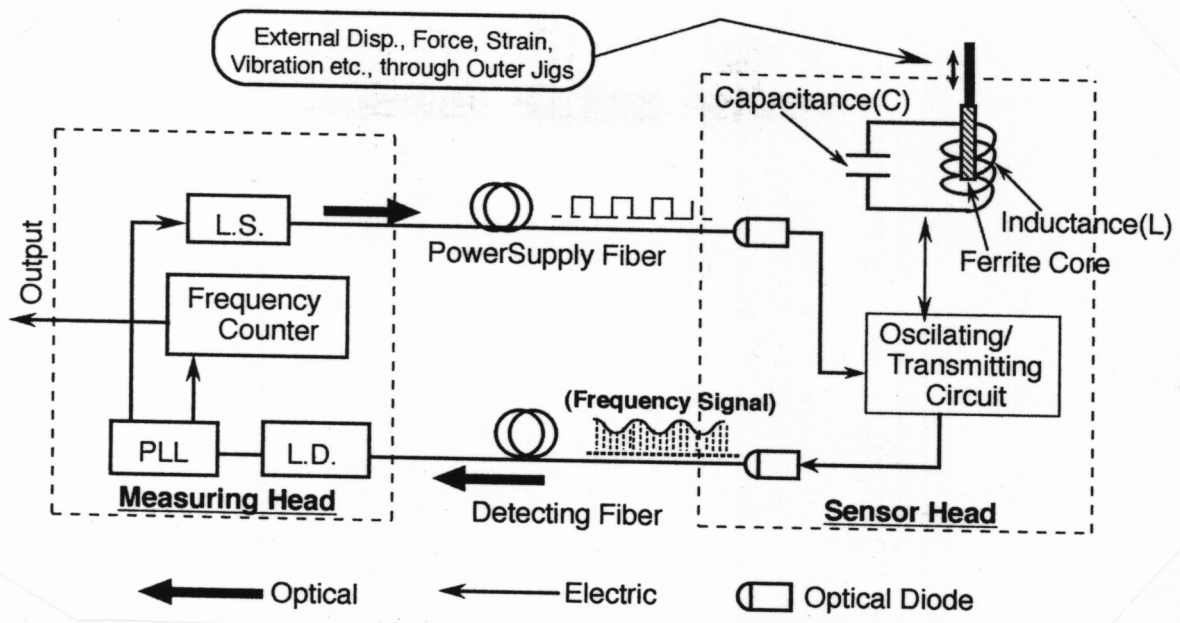 External Disp., Force, Strain,
Vibration etc., through Outer Jigs
Capacitance(C)
L.S.
PowerSupply Fiber
Inductance(L)
Ferrite Core
Output
Frequency
Counter
Oscilating/
Transmitting
Circuit
(Frequency Signal)
PLL
L.D.
Measuring Head
Detecting Fiber
Sensor Head
Optical
Electric
Optical Diode